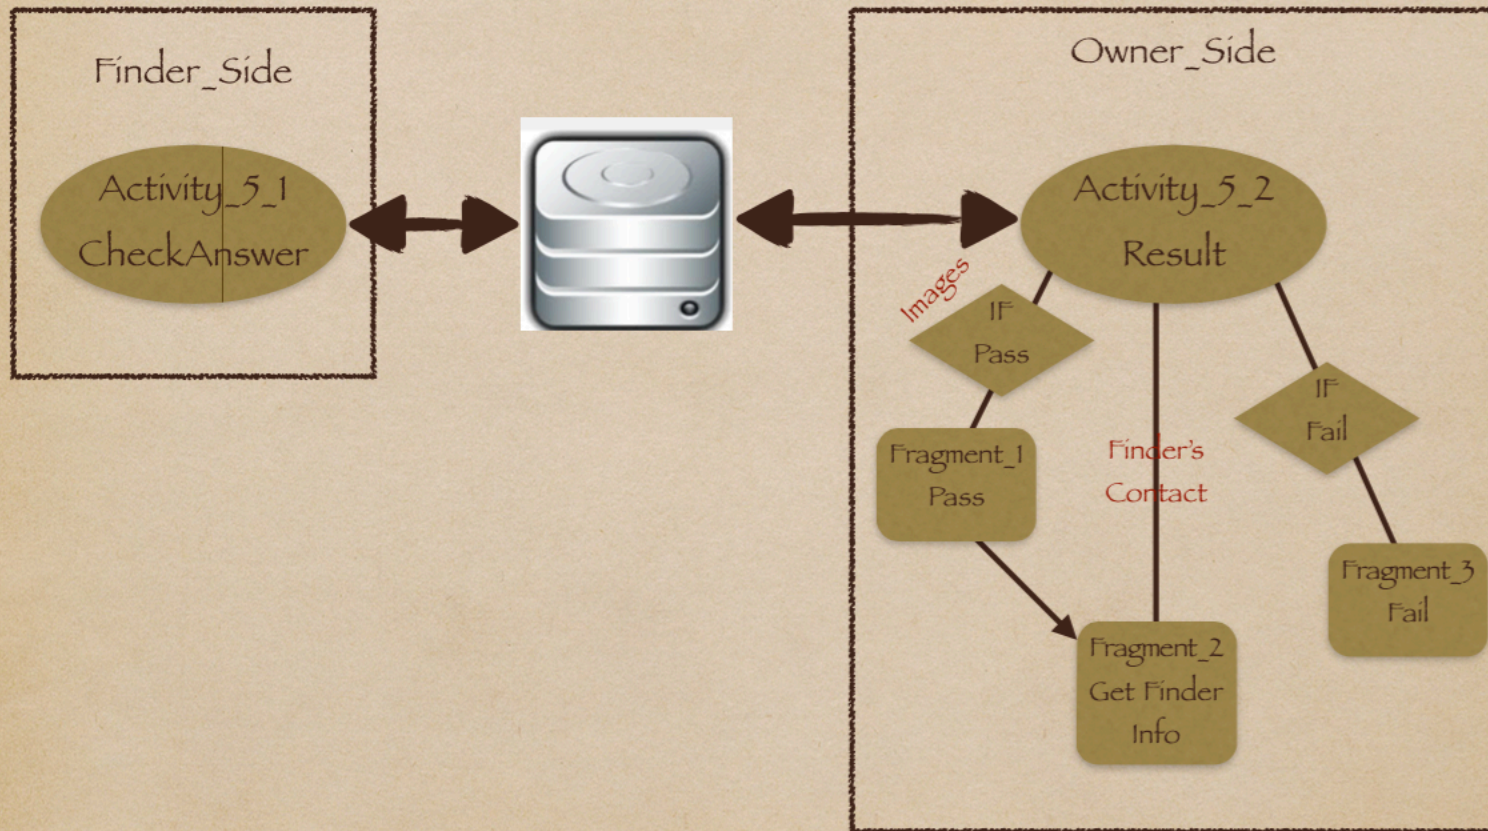 Finder_Side
Activity_5_1
CheckAnswer
Owner_Side
Activity_5_2
Result
Images
IF
Pass
Fragment_1
Pass
Finder's
Contact
IF
Fail
Fragment_3
Fail
Fragment_2
Get Finder
Info